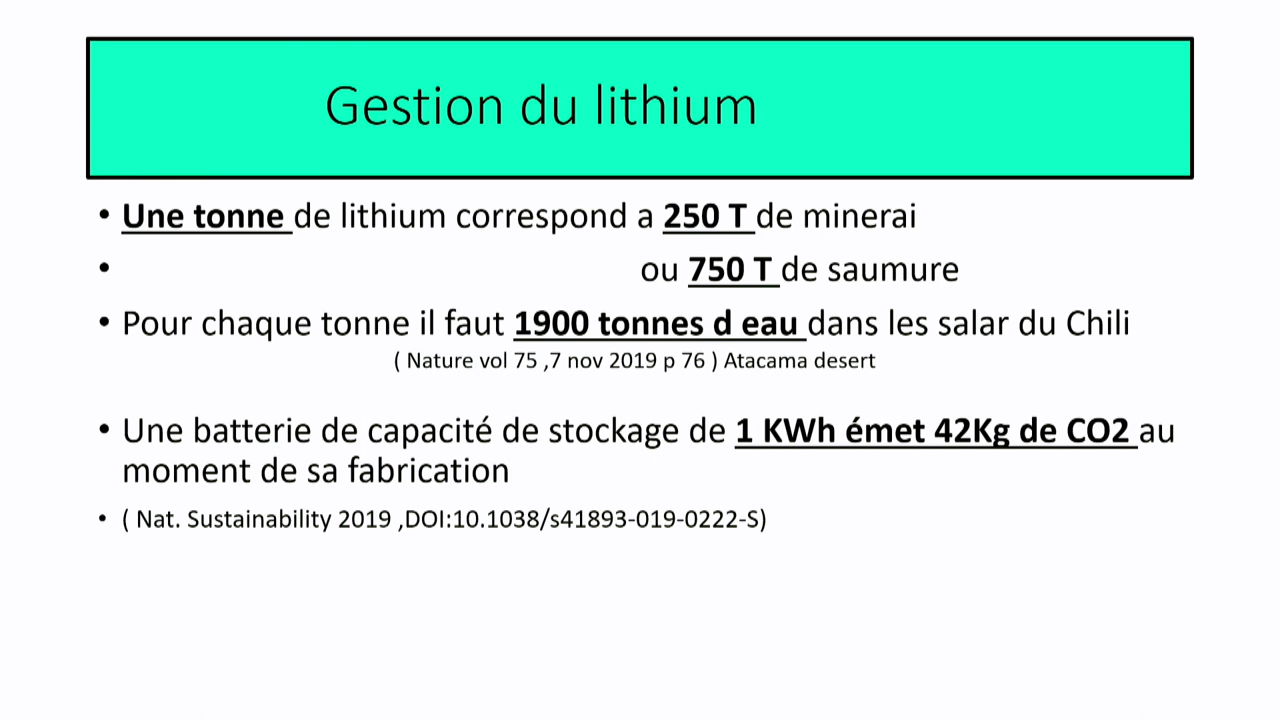 Gestion du lithium
• Une tonne de lithium correspond a 250 T de minerai
• ou 750 T de saumure
• Pour chaque tonne il faut 1900 tonnes d eau dans les salar du Chili
( Nature vol 75 ,7 nov 2019 p 76 ) Atacama desert
• Une batterie de capacité de stockage de 1 KWh émet 42Kg de CO2 au
moment de sa fabrication
• ( Nat. Sustainability 2019 ,DOI:10.1038/s41893-019-0222-S)